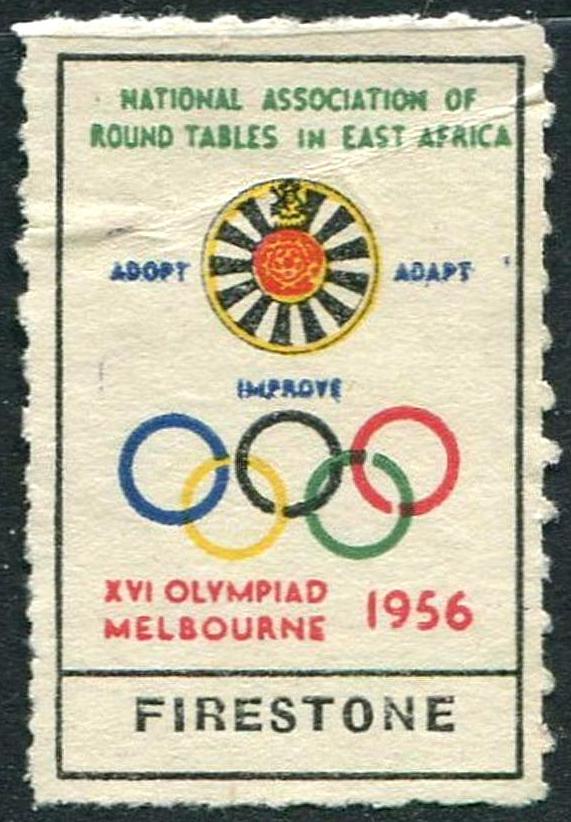 NATIONAL ASSOCIATION OF
ROUND TABLES IN EAST AFRICA
ADOPT ADAPT
IMPROVE
XVI OLYMPIAD
MELBOURNE 1956
FIRESTONE